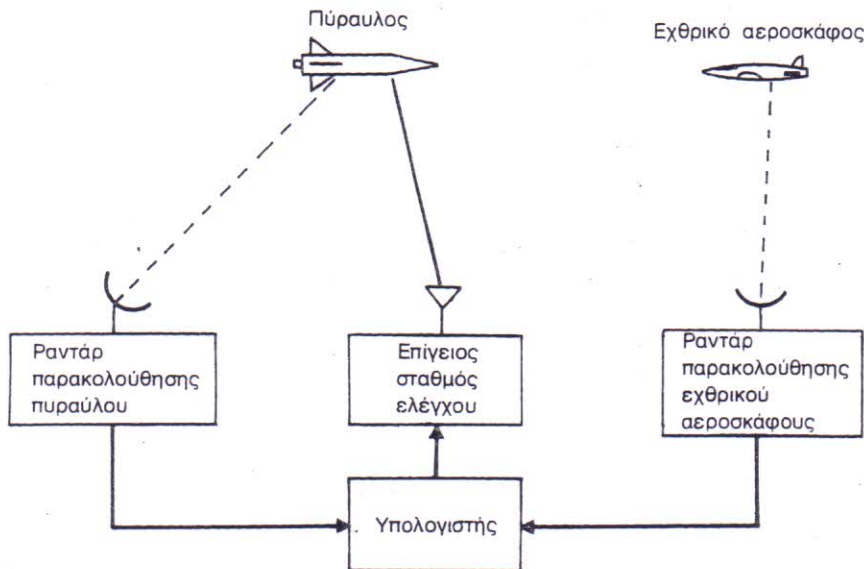 Πύραυλος
Εχθρικό αεροσκάφος
Ραντάρ
παρακολούθησης
πυραύλου
Επίγειος
σταθμός
ελέγχου
Ραντάρ
παρακολούθησης
εχθρικού
αεροσκάφους
Υπολογιστής